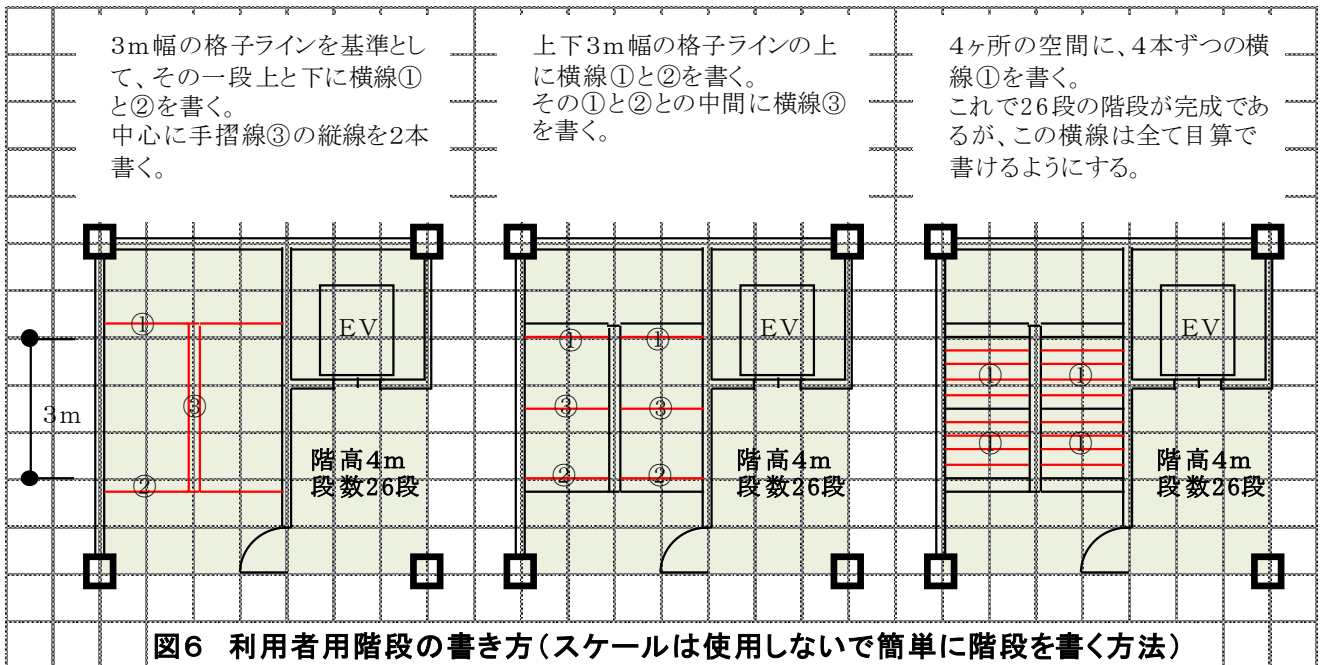 3m幅の格子ラインを基準とし
て、その一段上と下に横線①
と②を書く。
中心に手摺線③の縦線を2本
書く。
上下3m幅の格子ラインの上
に横線①と②を書く。
その①と②との中間に横線③
を書く。
4ヶ所の空間に、4本ずつの横
線①を書く。
これで26段の階段が完成であ
るが、この横線は全て目算で
書けるようにする。
①
②
③
3m
EV
階高4m
段数26段
①
①
③
③
②
②
EV
階高4m
段数26段
①
①
①
①
EV
階高4m
段数26段
図6 利用者用階段の書き方(スケールは使用しないで簡単に階段を書く方法)